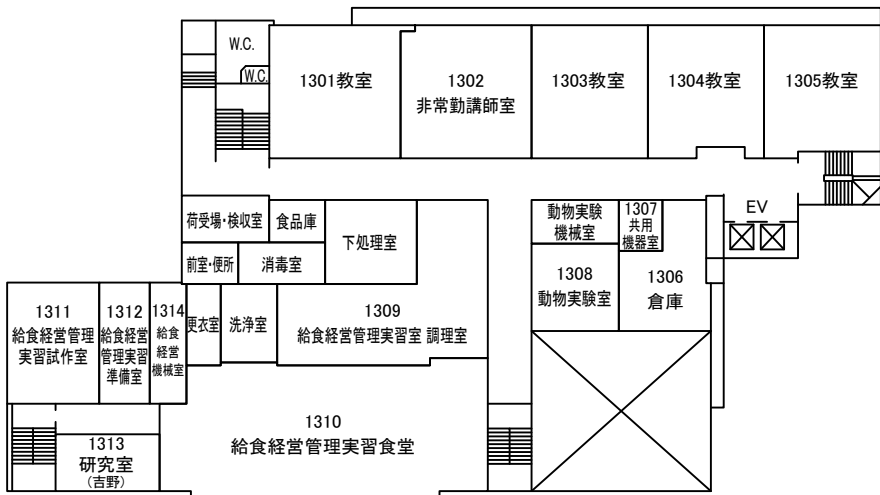 W.C.
W.C.
1301教室
1302
非常勤講師室
1303教室
1304教室
1305教室
荷受場・検収室
食品庫
下処理室
前室・便所
消毒室
動物実験
機械室
1307
共用
機器室
EV
1308
動物実験室
1306
倉庫
1311
給食経営管理
実習試作室
1312
給食経営
管理実習
準備室
1314
給食
経営
機械室
更衣室
洗浄室
1309
給食経営管理実習室 調理室
1310
給食経営管理実習食堂
1313
研究室
(吉野)